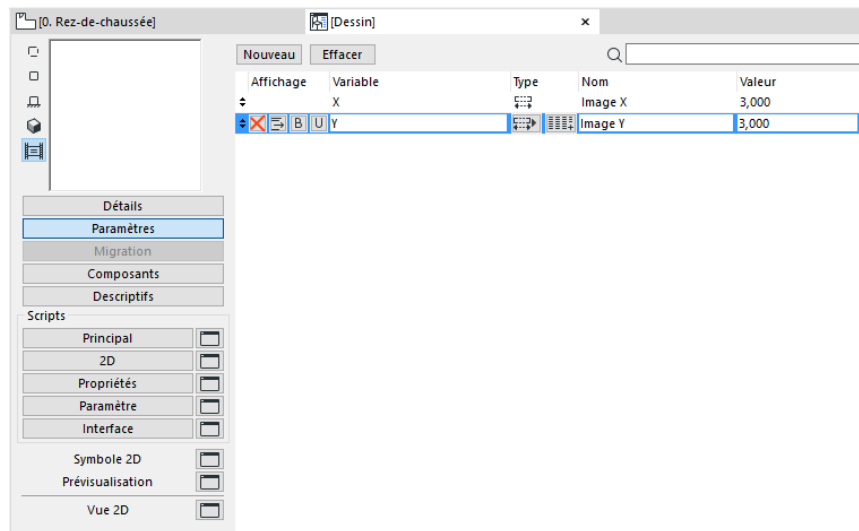 [0. Rez-de-chaussée] [Dessin]
Nouveau Effacer
Affichage Variable Type Nom Valeur
X Image X 3,000
B U Y Image Y 3,000
Détails
Paramètres
Migration
Composants
Descriptifs
Scripts
Principal
2D
Propriétés
Paramètre
Interface
Symbole 2D
Prévisualisation
Vue 2D